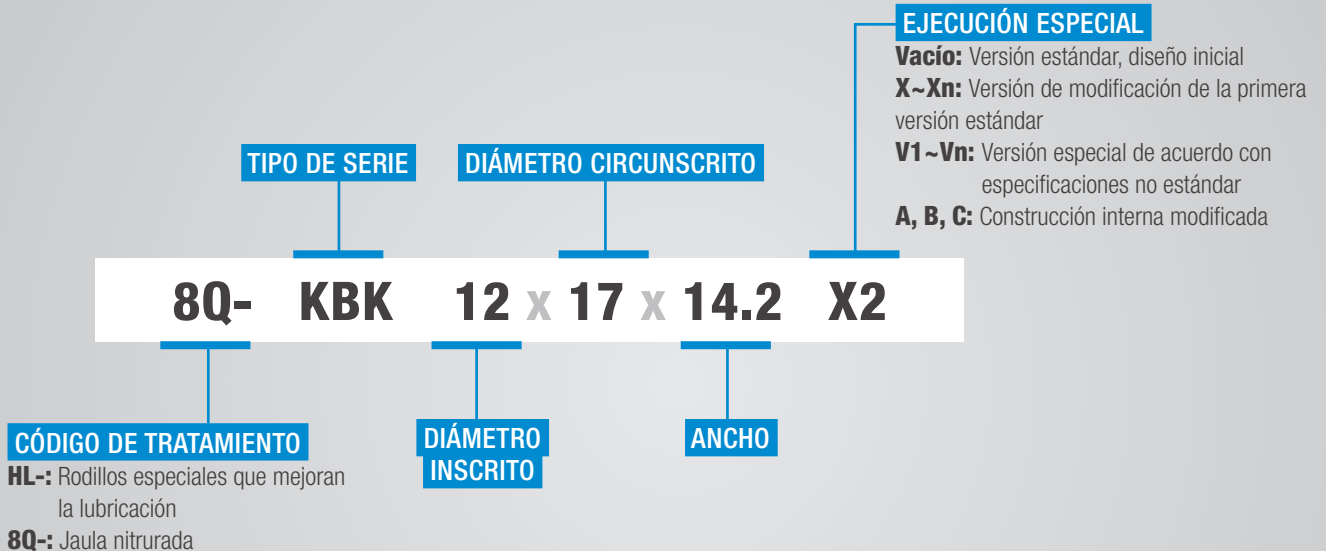 EJECUCIÓN ESPECIAL
Vacío: Versión estándar, diseño inicial
X~Xn: Versión de modificación de la primera
versión estándar
V1~Vn: Versión especial de acuerdo con
especificaciones no estándar
A, B, C: Construcción interna modificada
TIPO DE SERIE
DIÁMETRO CIRCUNSCRITO
8Q- KBK 12 x 17 x 14.2 X2
CÓDIGO DE TRATAMIENTO
HL-: Rodillos especiales que mejoran
la lubricación
8Q-: Jaula nitrurada
DIÁMETRO
INSCRITO
ANCHO